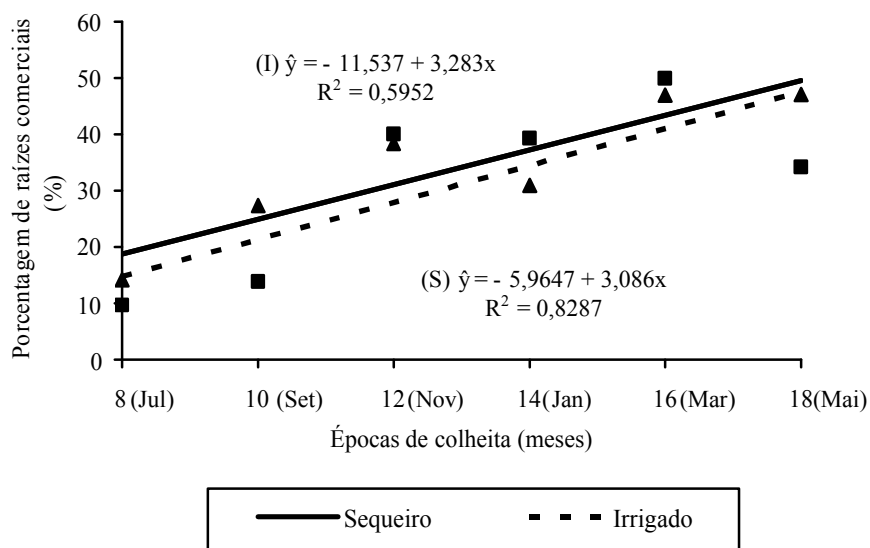 Porcentagem de raízes comerciais
(%)
60
50
40
30
20
10
0
(I) ŷ = - 11,537 + 3,283x
R² = 0,5952
(S) ŷ = - 5,9647 + 3,086x
R² = 0,8287
8 (Jul) 10 (Set) 12 (Nov) 14 (Jan) 16 (Mar) 18(Mai)
Épocas de colheita (meses)
Sequeiro Irrigado